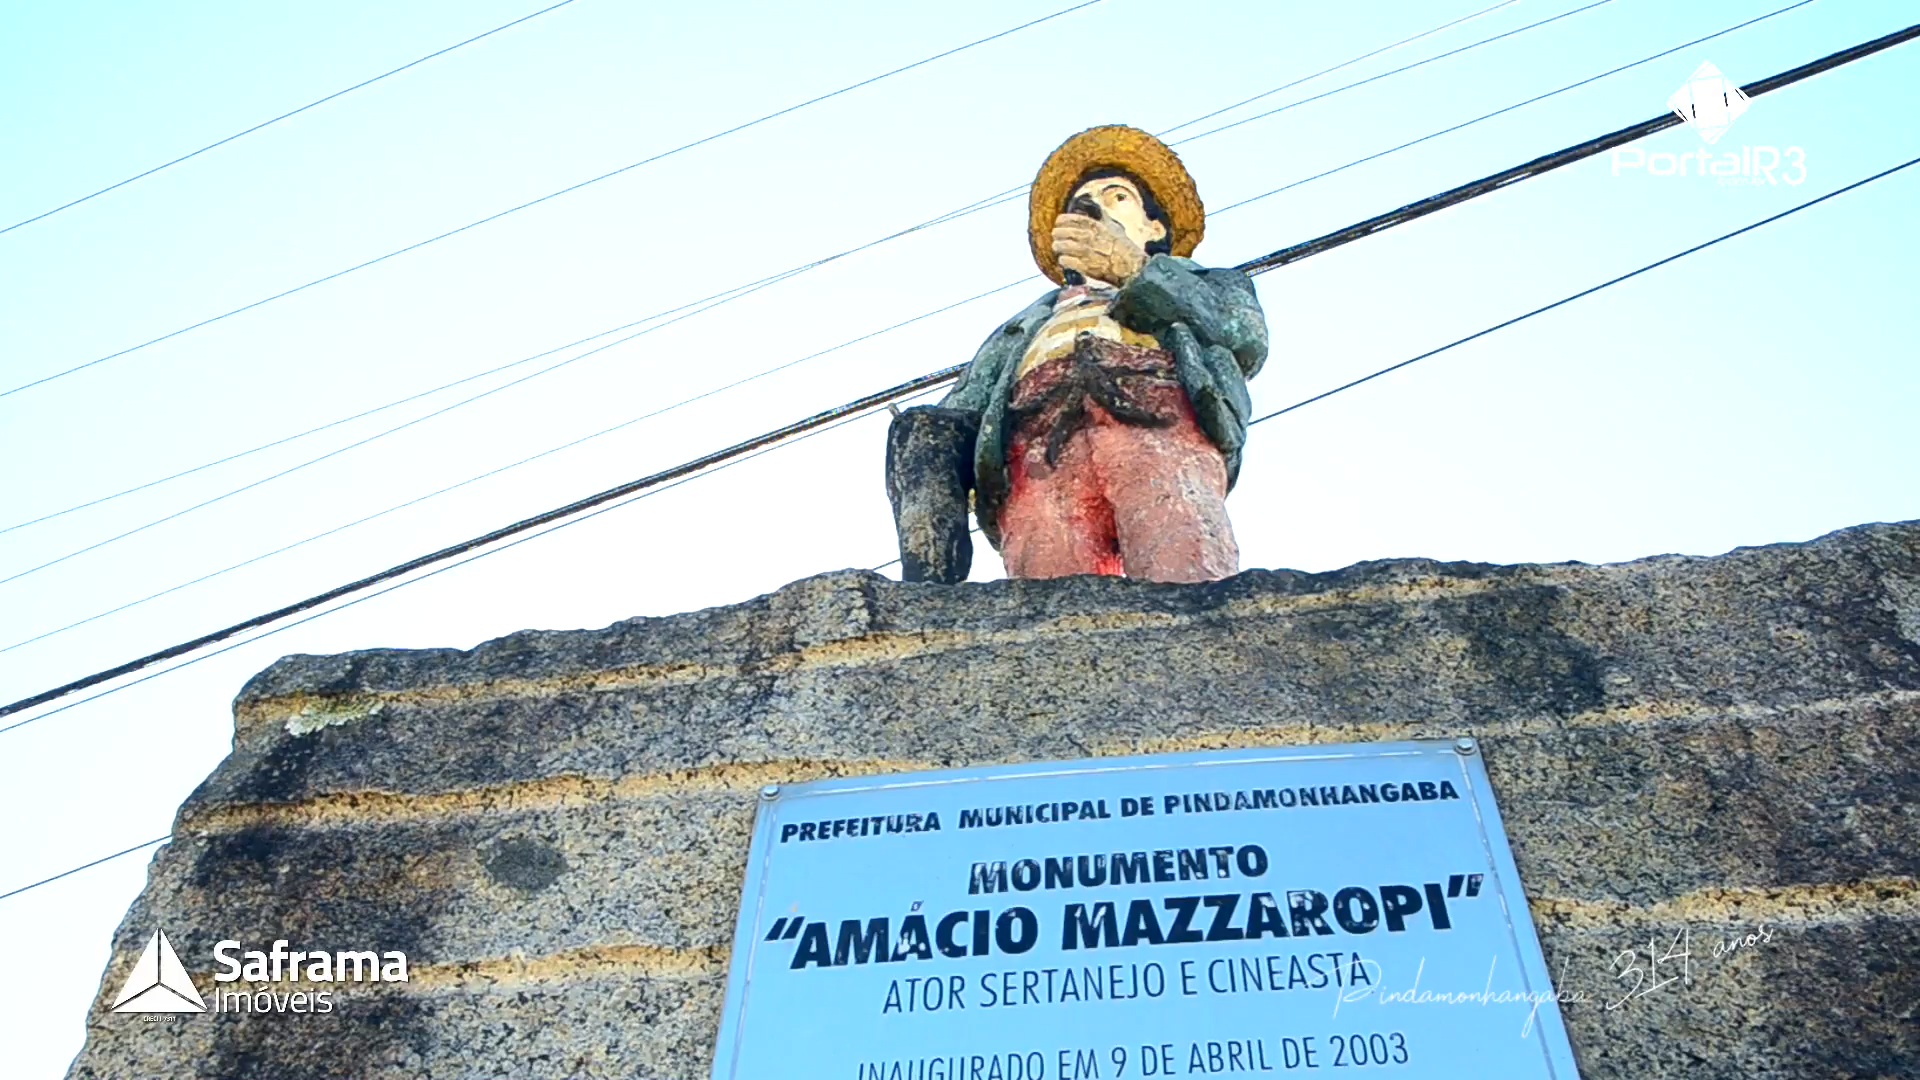 PortalR3
PREFEITURA MUNICIPAL DE PINDAMONHANGABA
MONUMENTO
“AMÁCIO MAZZAROPI”
ATOR SERTANEJO E CINEASTA
INAUGURADO EM 9 DE ABRIL DE 2003
Pindamonhangaba 314 anos
Saframa
Imóveis